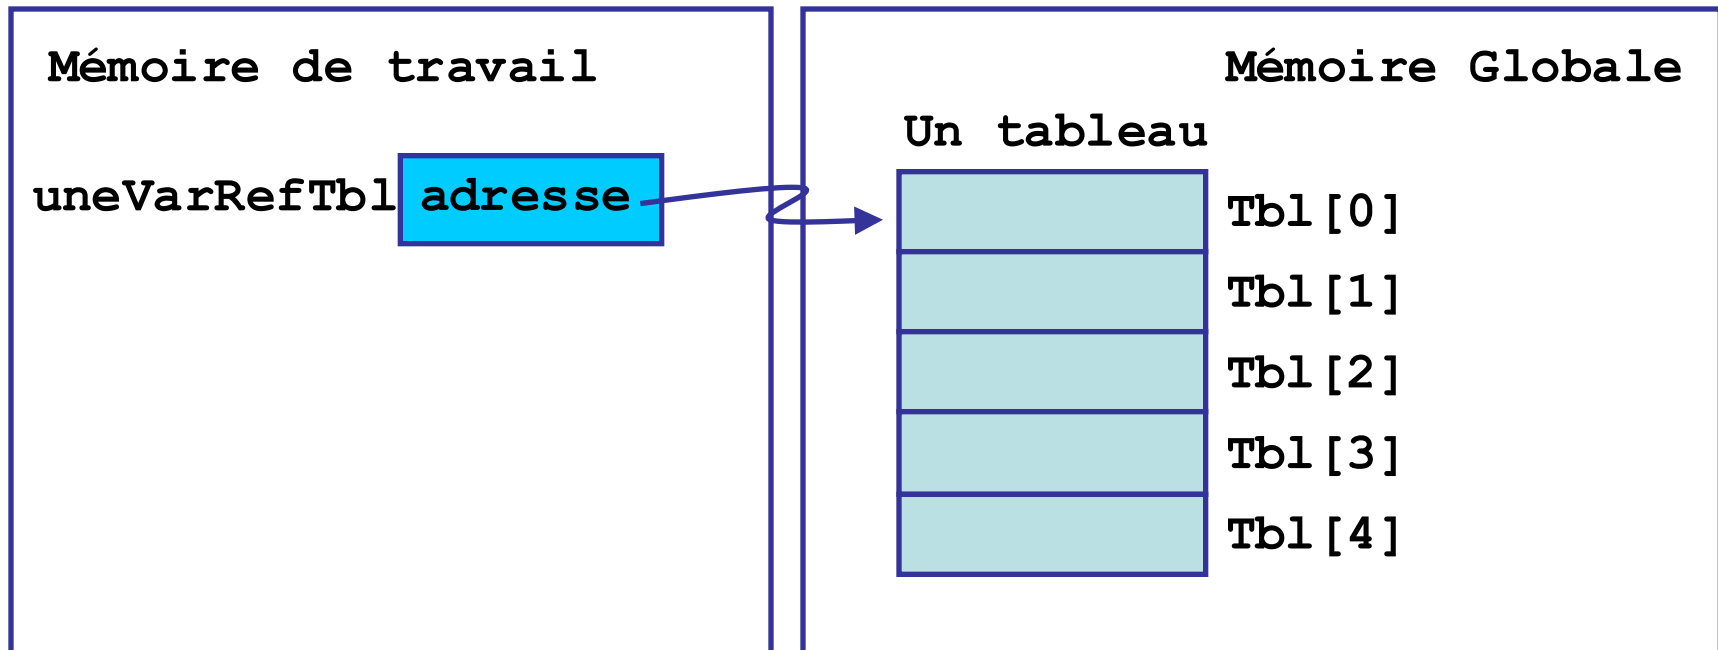 Mémoire de travail
uneVarRefTbl adresse
Mémoire Globale
Un tableau
Tbl[0]
Tbl[1]
Tbl[2]
Tbl[3]
Tbl[4]